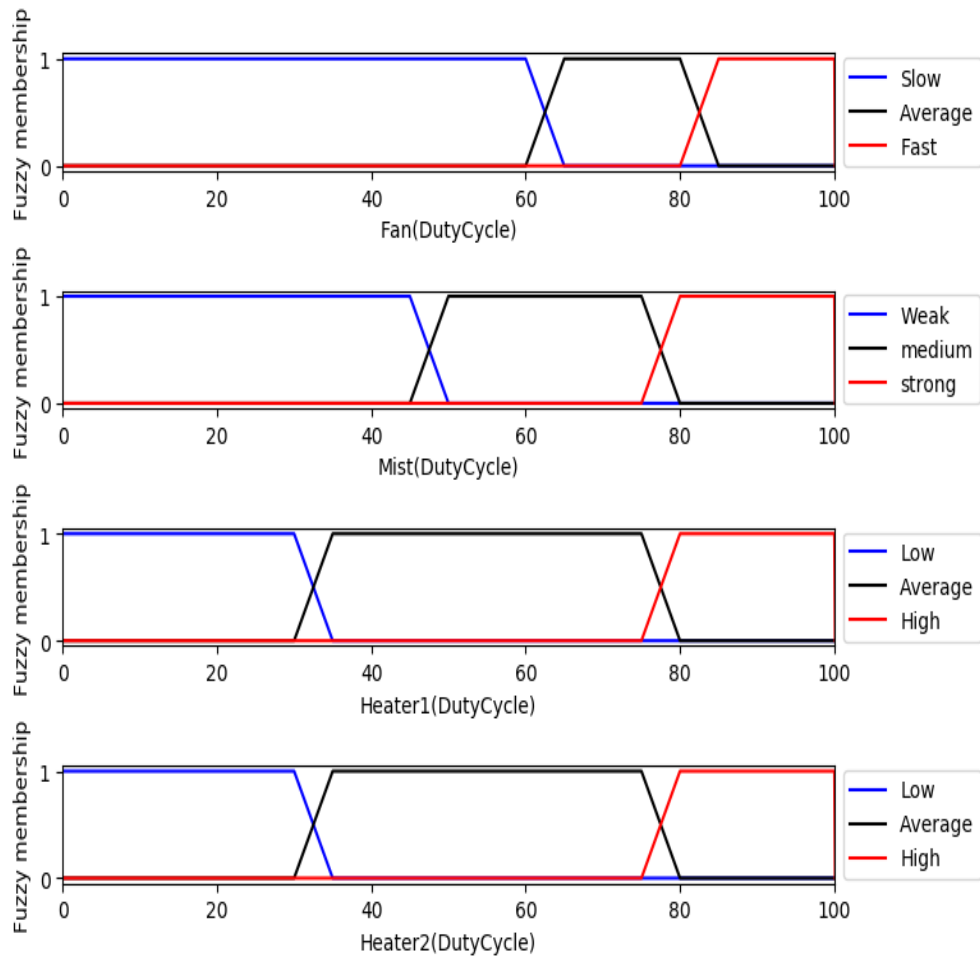 Fuzzy membership
1
0
0 20 40 60 80 100
Fan(DutyCycle)
Slow
Average
Fast
Fuzzy membership
1
0
0 20 40 60 80 100
Mist(DutyCycle)
Weak
medium
strong
Fuzzy membership
1
0
0 20 40 60 80 100
Heater1(DutyCycle)
Low
Average
High
Fuzzy membership
1
0
0 20 40 60 80 100
Heater2(DutyCycle)
Low
Average
High